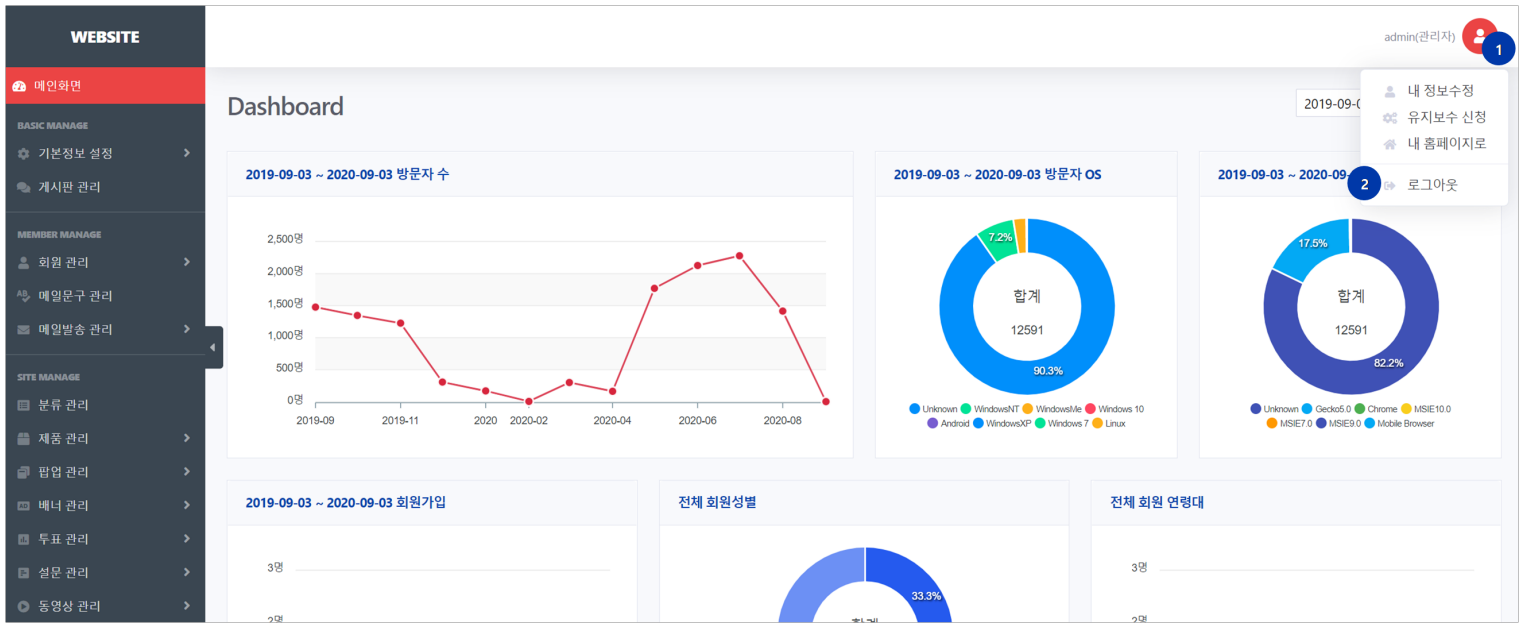 WEBSITE
admin(관리자)
1
메인화면
내 정보수정
유지보수 신청
내 홈페이지로
2
로그아웃
Dashboard
2019-09-0
BASIC MANAGE
기본정보 설정
게시판 관리
MEMBER MANAGE
회원 관리
메일문구 관리
메일발송 관리
SITE MANAGE
분류 관리
제품 관리
팝업 관리
배너 관리
투표 관리
설문 관리
동영상 관리
2019-09-03 ~ 2020-09-03 방문자 수
2,500명
2,000명
1,500명
1,000명
500명
0명
2019-09 2019-11 2020 2020-02 2020-04 2020-06 2020-08
2019-09-03 ~ 2020-09-03 방문자 OS
7.2%
합계
12591
90.3%
Unknown WindowsNT WindowsMe Windows 10
Android WindowsXP Windows 7 Linux
2019-09-03 ~ 2020-09-
17.5%
합계
12591
82.2%
Unknown Gecko5.0 Chrome MSIE10.0
MSIE7.0 MSIE9.0 Mobile Browser
2019-09-03 ~ 2020-09-03 회원가입
3명
2명
전체 회원성별
33.3%
합계
전체 회원 연령대
3명
2명